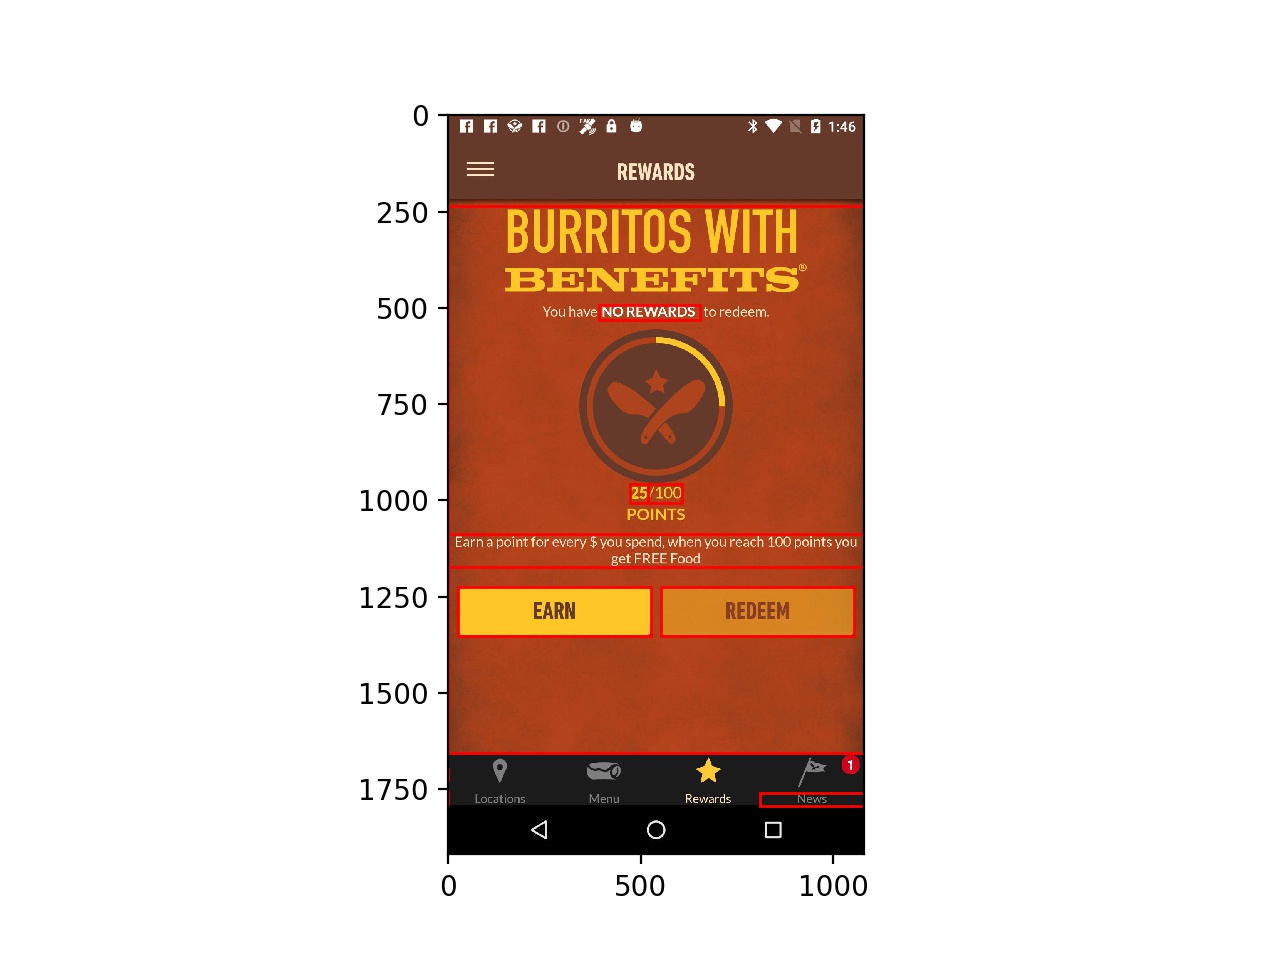 0
250
500
750
1000
1250
1500
1750
0 500 1000
1:46
REWARDS
BURRITOS WITH
BENEFITS®
You have NO REWARDS to redeem.
25/100
POINTS
Earn a point for every $ you spend, when you reach 100 points you
get FREE Food
EARN REDEEM
1
Locations Menu Rewards News